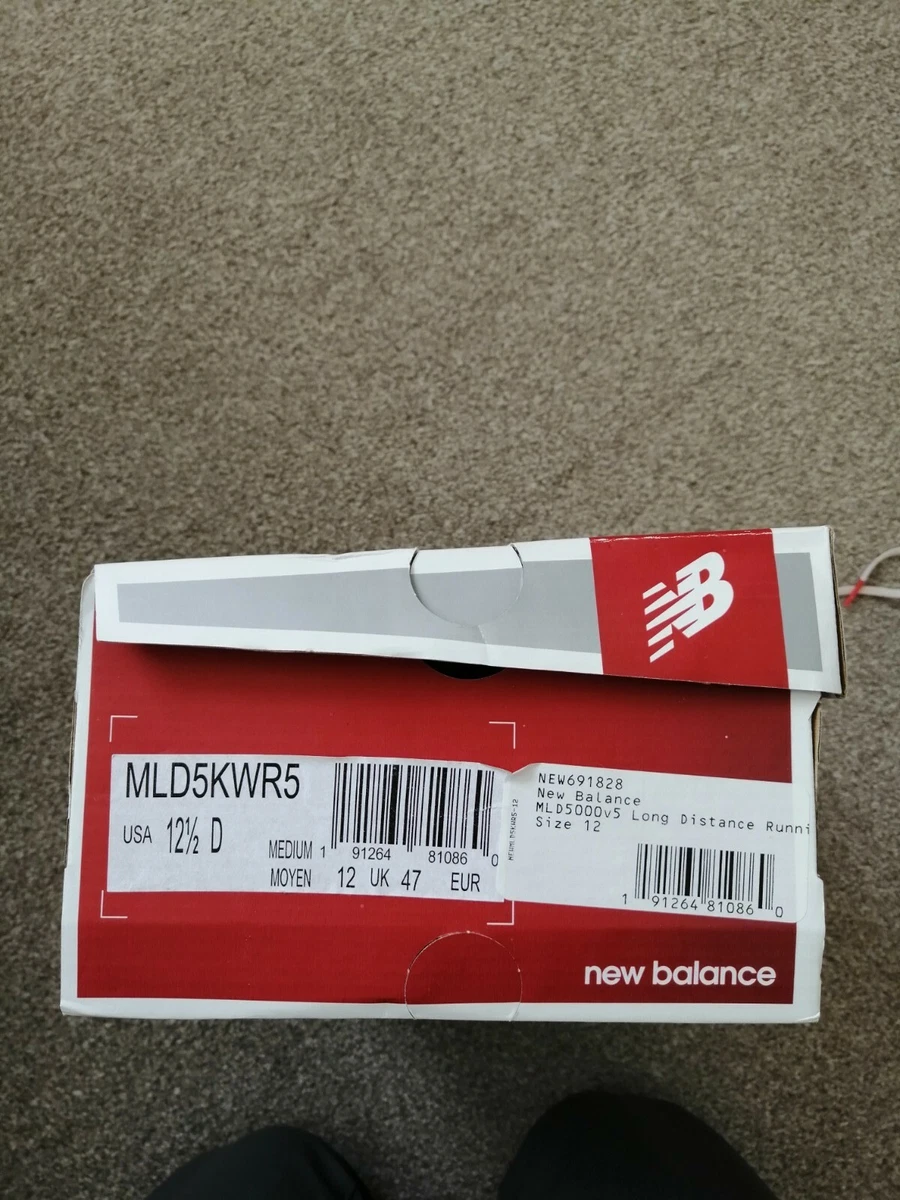 NB
MLD5KWR5
USA 12½ D
MEDIUM
MOYEN
1 91264 81086 0
12 UK 47 EUR
NEW691828
New Balance
MLD5000v5 Long Distance Runni
Size 12
1 91264 81086 0
new balance